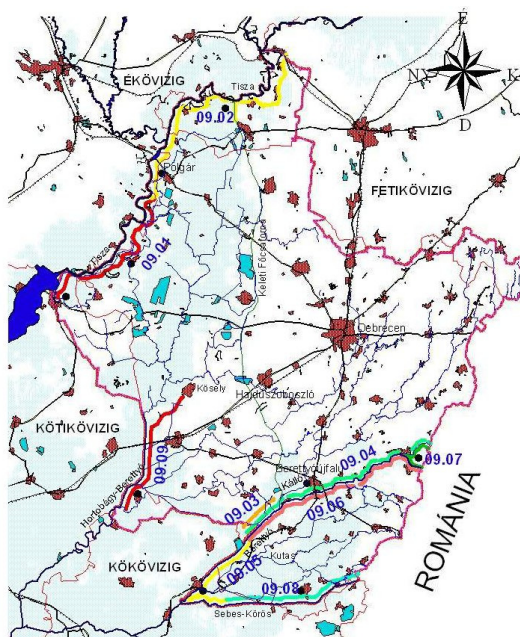 É
NY
K
D
ÉKÖVIZIG
Tisza
09.02
Polgár
FETIKÖVIZIG
Tisza
09.01
Keleti Főcsatorna
Debrecen
Hajdúszoboszló
Kösély
KÖTIKÖVIZIG
09.09
Hortobágy-Berettyó
Berettyóújfalu
Kálló
09.04
09.07
09.03
09.06
ROMÁNIA
Berettyó
Kutas
KÖKÖVIZIG
09.05
09.08
Sebes-Körös